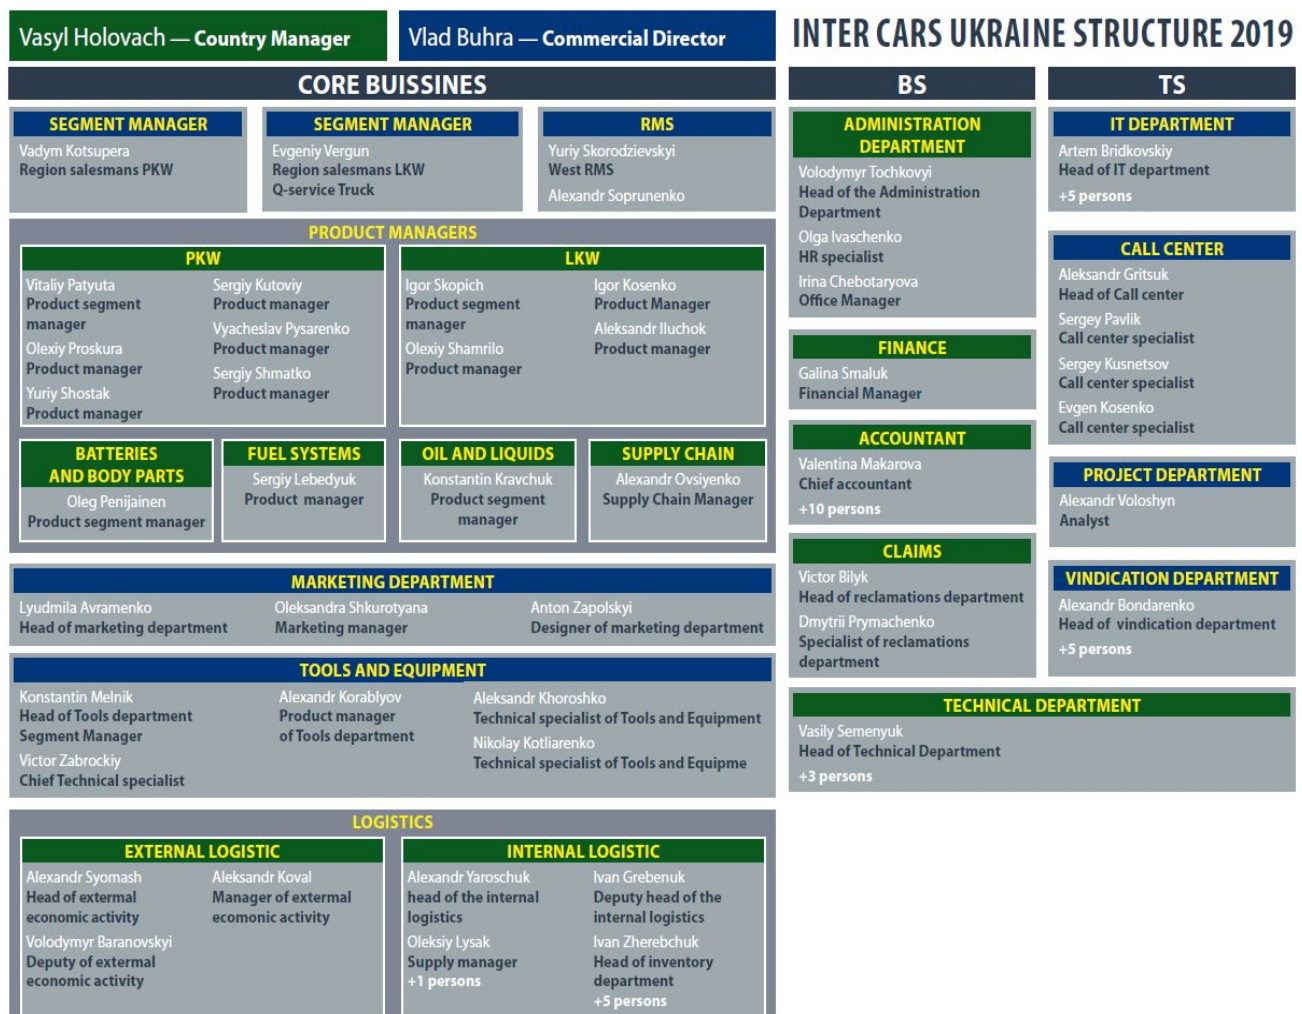 Vasyl Holovach — Country Manager
Vlad Buhra — Commercial Director
INTER CARS UKRAINE STRUCTURE 2019
CORE BUISSINES
SEGMENT MANAGER
Vadym Kotsupera
Region salesmans PKW
SEGMENT MANAGER
Evgeniy Vergun
Region salesmans LKW
Q-service Truck
RMS
Yuriy Skorodzievskyi
West RMS
Alexandr Soprunenko
PRODUCT MANAGERS
PKW
Vitaliy Patyuta
Product segment
manager
Olexiy Proskura
Product manager
Yuriy Shostak
Product manager
Sergiy Kutoviy
Product manager
Vyacheslav Pysarenko
Product manager
Sergiy Shmatko
Product manager
LKW
Igor Skopich
Product segment
manager
Olexiy Shamrilo
Product manager
Igor Kosenko
Product Manager
Aleksandr Iluchok
Product manager
BATTERIES
AND BODY PARTS
Oleg Penijainen
Product segment manager
FUEL SYSTEMS
Sergiy Lebedyuk
Product manager
OIL AND LIQUIDS
Konstantin Kravchuk
Product segment
manager
SUPPLY CHAIN
Alexandr Ovsiyenko
Supply Chain Manager
MARKETING DEPARTMENT
Lyudmila Avramenko
Head of marketing department
Oleksandra Shkurotyana
Marketing manager
Anton Zapolskyi
Designer of marketing department
TOOLS AND EQUIPMENT
Konstantin Melnik
Head of Tools department
Segment Manager
Victor Zabrockiy
Chief Technical specialist
Alexandr Korablyov
Product manager
of Tools department
Aleksandr Khoroshko
Technical specialist of Tools and Equipment
Nikolay Kotliarenko
Technical specialist of Tools and Equipme
LOGISTICS
EXTERNAL LOGISTIC
Alexandr Syomash
Head of extermal
economic activity
Volodymyr Baranovskyi
Deputy of external
economic activity
Aleksandr Koval
Manager of external
ecomonic activity
INTERNAL LOGISTIC
Alexandr Yaroschuk
head of the internal
logistics
Oleksiy Lysak
Supply manager
+1 persons
Ivan Grebenuk
Deputy head of the
internal logistics
Ivan Zherebchuk
Head of inventory
department
+5 persons
BS
ADMINISTRATION
DEPARTMENT
Volodymyr Tochkovyi
Head of the Administration
Department
Olga Ivaschenko
HR specialist
Irina Chebotaryova
Office Manager
FINANCE
Galina Smaluk
Financial Manager
ACCOUNTANT
Valentina Makarova
Chief accountant
+10 persons
CLAIMS
Victor Bilyk
Head of reclamations department
Dmytrii Prymachenko
Specialist of reclamations
department
TS
IT DEPARTMENT
Artem Bridkovskiy
Head of IT department
+5 persons
CALL CENTER
Aleksandr Gritsuk
Head of Call center
Sergey Pavlik
Call center specialist
Sergey Kusnetsov
Call center specialist
Evgen Kosenko
Call center specialist
PROJECT DEPARTMENT
Alexandr Voloshyn
Analyst
VINDICATION DEPARTMENT
Alexandr Bondarenko
Head of vindication department
+5 persons
TECHNICAL DEPARTMENT
Vasily Semenyuk
Head of Technical Department
+3 persons